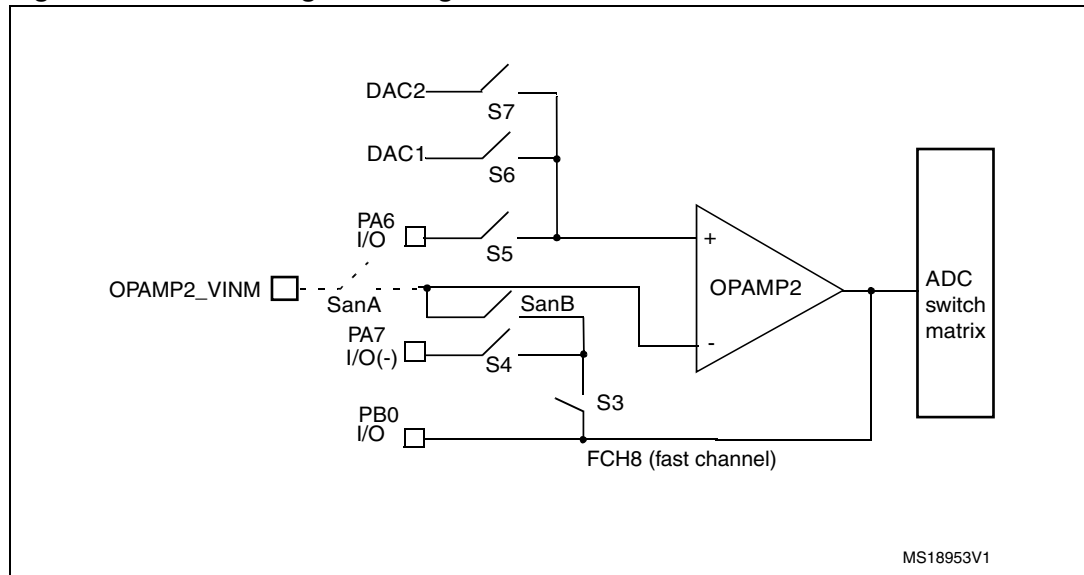 DAC2
S7
DAC1
S6
PA6
I/O
S5
+
OPAMP2
ADC
switch
matrix
OPAMP2_VINM
SanA
SanB
PA7
I/O(-)
S4
-
S3
PB0
I/O
FCH8 (fast channel)
MS18953V1